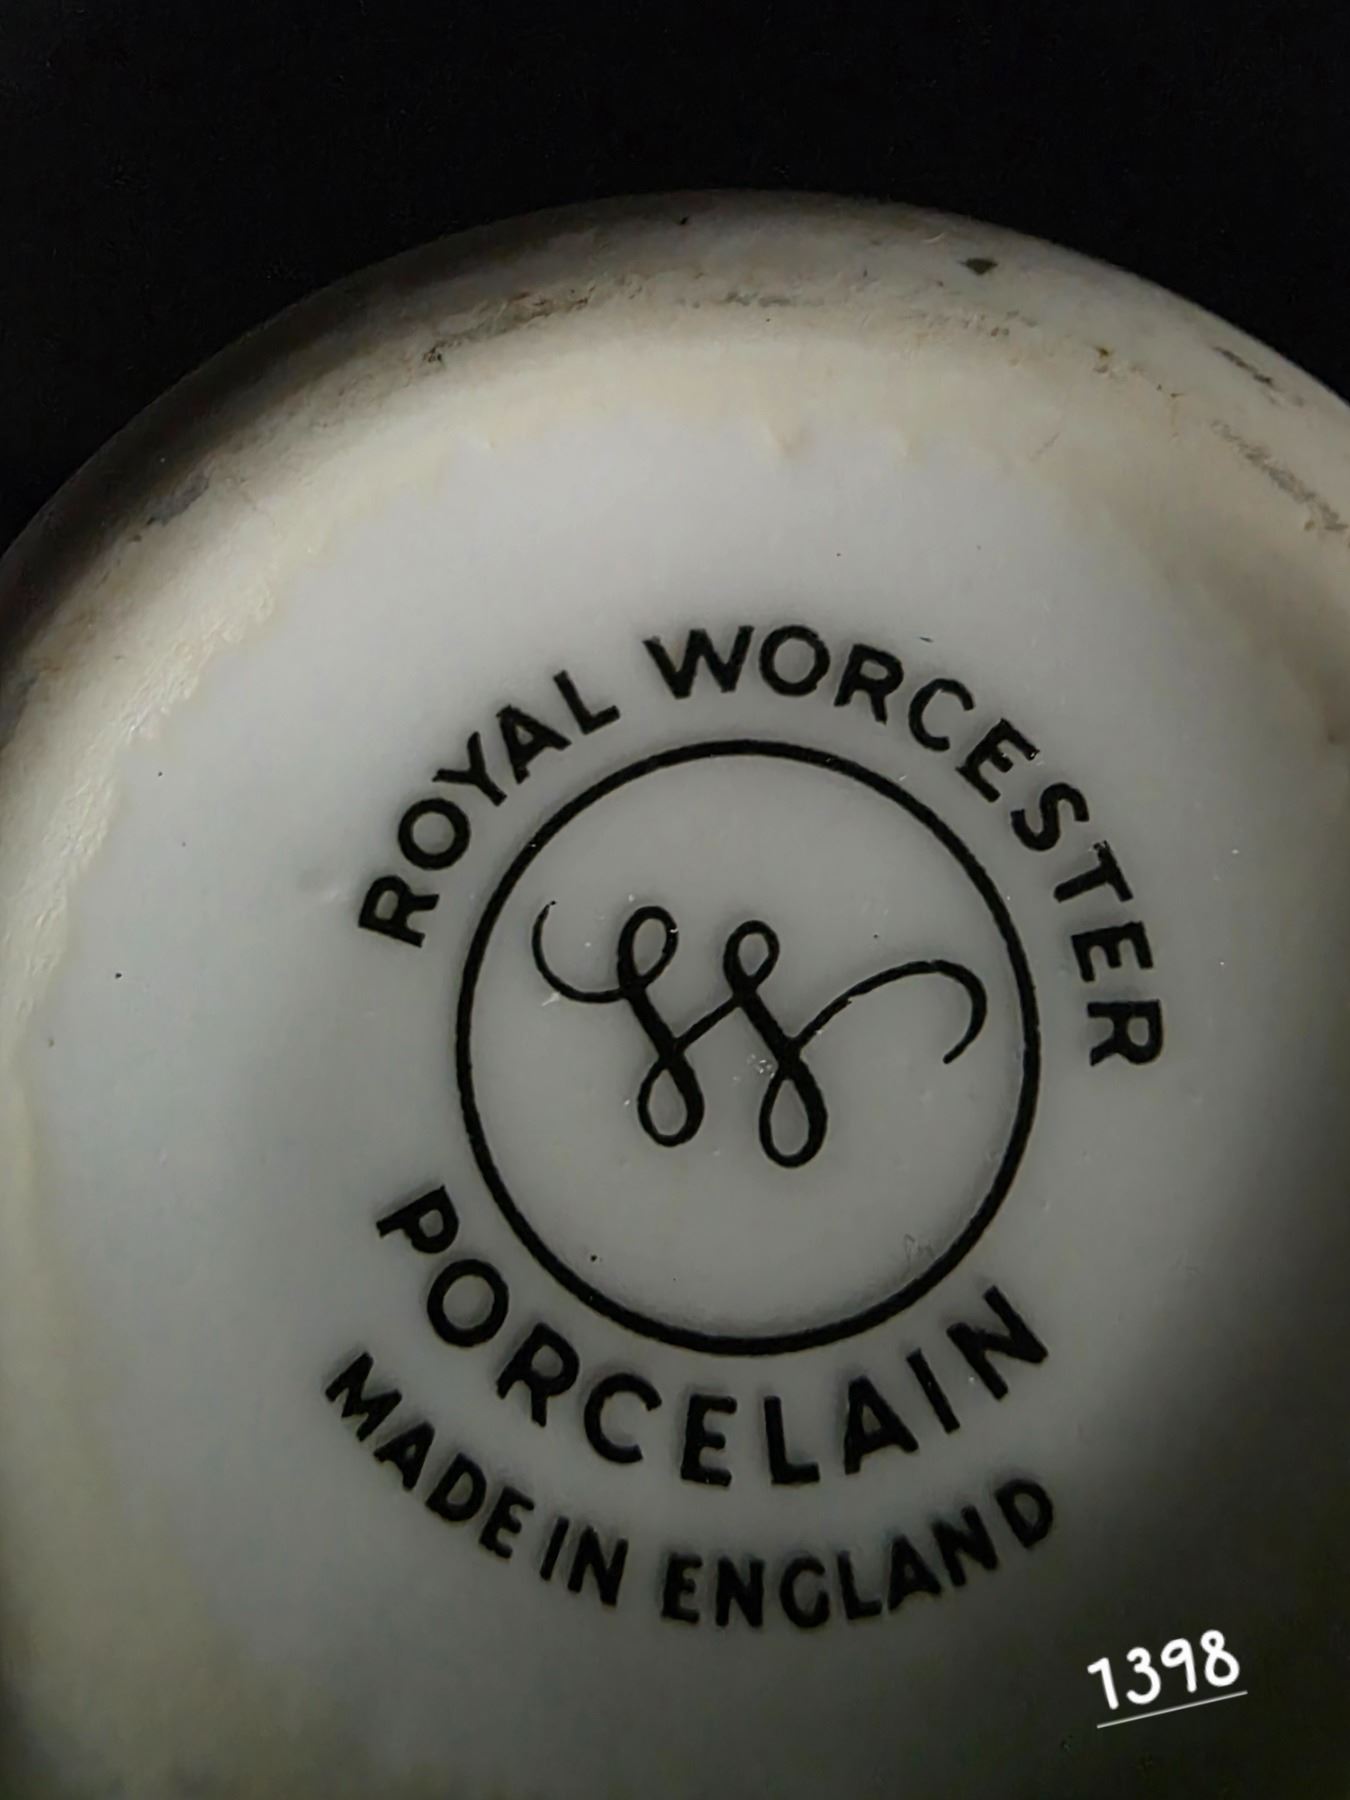 ROYAL WORCESTER
W
PORCELAIN
MADE IN ENGLAND
1398